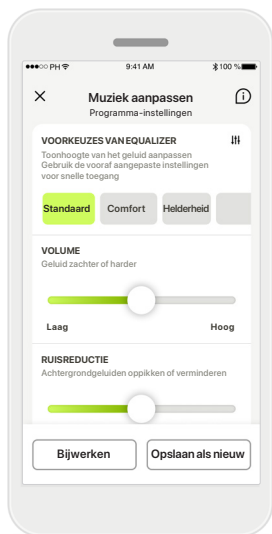 PH 9:41 AM 100 %
Muziek aanpassen
Programma-instellingen
VOORKEUZES VAN EQUALIZER
Toonhoogte van het geluid aanpassen
Gebruik de vooraf aangepaste instellingen
voor snelle toegang
Standaard Comfort Helderheid
VOLUME
Geluid zachter of harder
Laag Hoog
RUISREDUCTIE
Achtergrondgeluiden oppikken of verminderen
Bijwerken Opslaan als nieuw